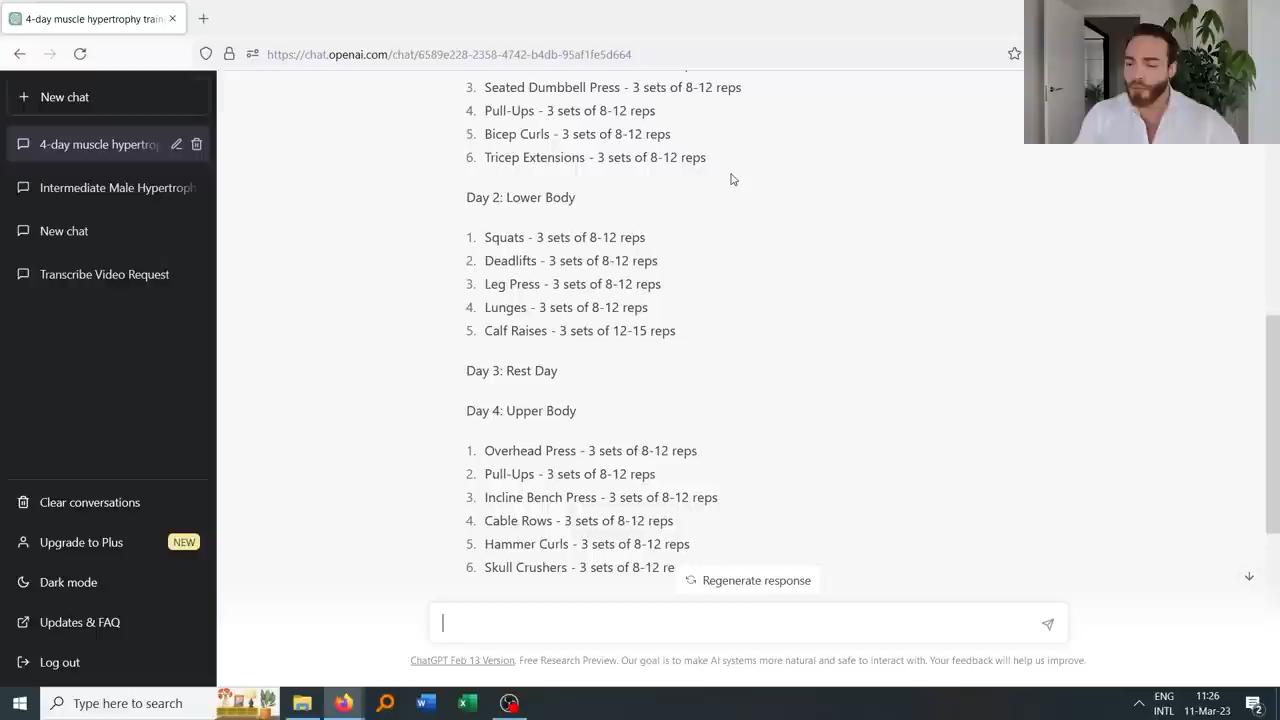 4-day muscle hypertrophy traini
https://chat.openai.com/chat/6589e228-2358-4742-b4db-95af1fe5d664
New chat
4-day muscle hypertro
Intermediate Male Hypertroph
New chat
Transcribe Video Request
Clear conversations
Upgrade to Plus NEW
Dark mode
Updates & FAQ
Log out
3. Seated Dumbbell Press - 3 sets of 8-12 reps
4. Pull-Ups - 3 sets of 8-12 reps
5. Bicep Curls - 3 sets of 8-12 reps
6. Tricep Extensions - 3 sets of 8-12 reps
Day 2: Lower Body
1. Squats - 3 sets of 8-12 reps
2. Deadlifts - 3 sets of 8-12 reps
3. Leg Press - 3 sets of 8-12 reps
4. Lunges - 3 sets of 8-12 reps
5. Calf Raises - 3 sets of 12-15 reps
Day 3: Rest Day
Day 4: Upper Body
1. Overhead Press - 3 sets of 8-12 reps
2. Pull-Ups - 3 sets of 8-12 reps
3. Incline Bench Press - 3 sets of 8-12 reps
4. Cable Rows - 3 sets of 8-12 reps
5. Hammer Curls - 3 sets of 8-12 reps
6. Skull Crushers - 3 sets of 8-12 re
Regenerate response
ChatGPT Feb 13 Version. Free Research Preview. Our goal is to make AI systems more natural and safe to interact with. Your feedback will help us improve.
Type here to search
ENG
INTL
11:26
11-Mar-23
2